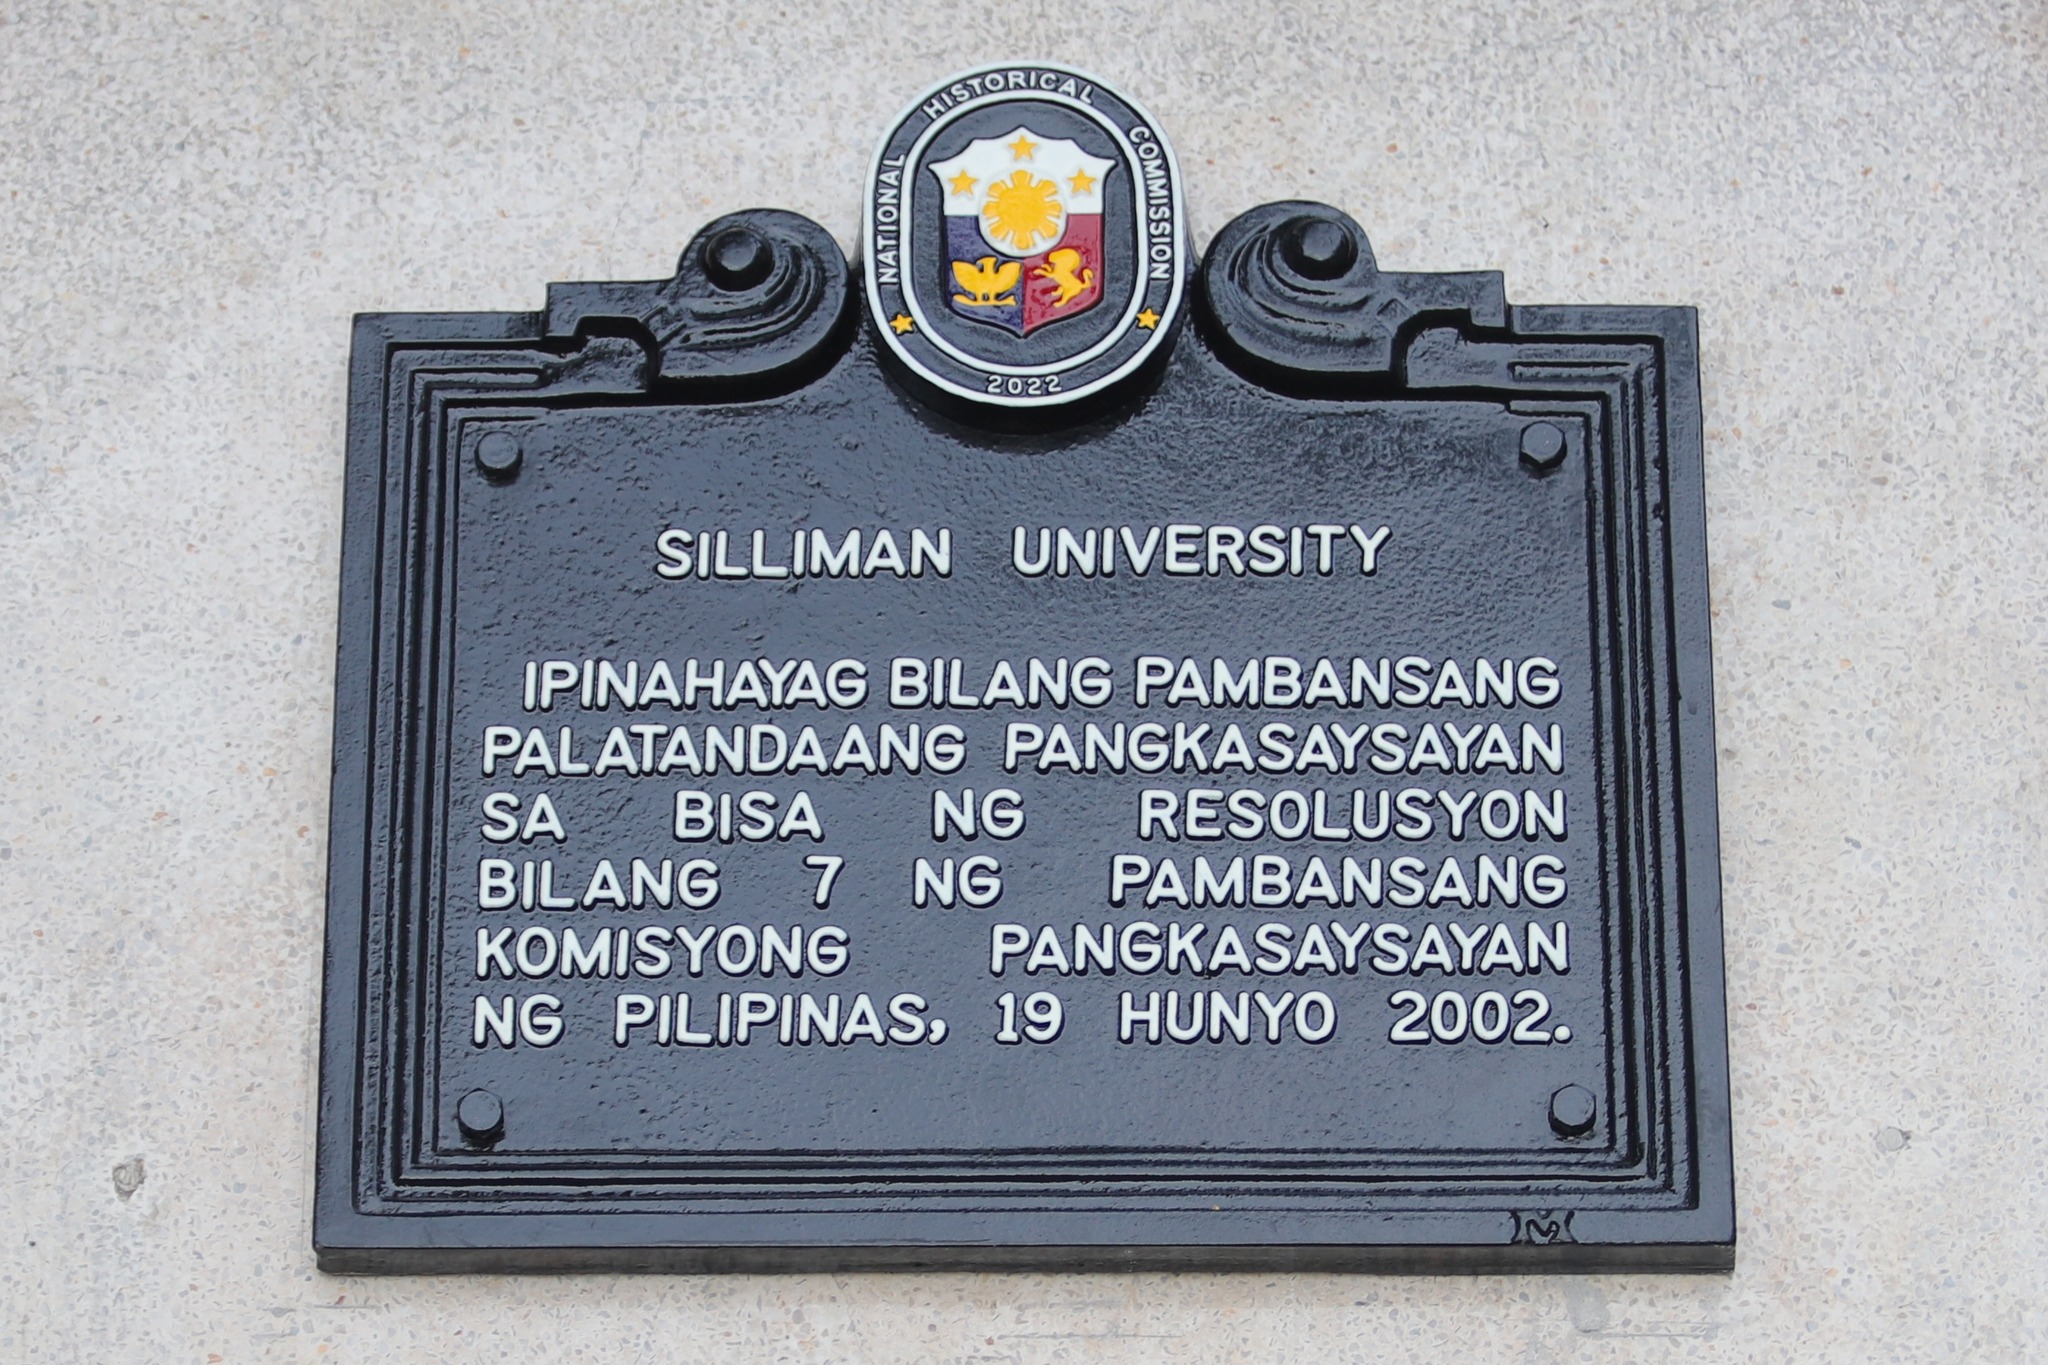 NATIONAL HISTORICAL COMMISSION
2022
SILLIMAN UNIVERSITY
IPINAHAYAG BILANG PAMBANSANG
PALATANDAANG PANGKASAYSAYAN
SA BISA NG RESOLUSYON
BILANG 7 NG PAMBANSANG
KOMISYONG PANGKASAYSAYAN
NG PILIPINAS, 19 HUNYO 2002.